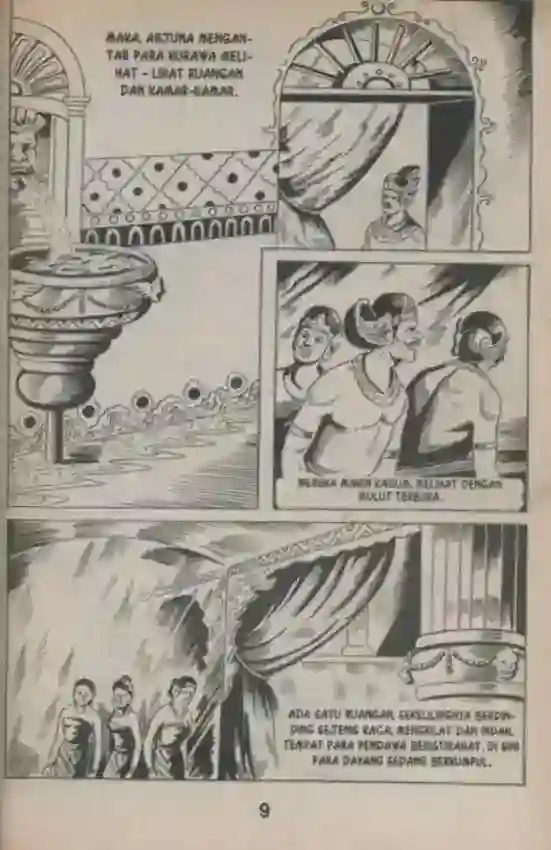 MAKA, ARJUNA MENGAN-
TAR PARA KURAWA MELI-
HAT - LIHAT RUANGAN
DAN KAMAR-KAMAR.
MEREKA MAKIN KAGUM, MELIHAT DENGAN
MULUT TERBUKA.
ADA SATU RUANGAN, SEKELILINGNYA BERDIN-
DING SEJENIS KACA, MENGKILAT DAN INDAH,
TEMPAT PARA PENDAWA BERISTIRAHAT. DI SINI
PARA DAYANG SEDANG BERKUMPUL.
9